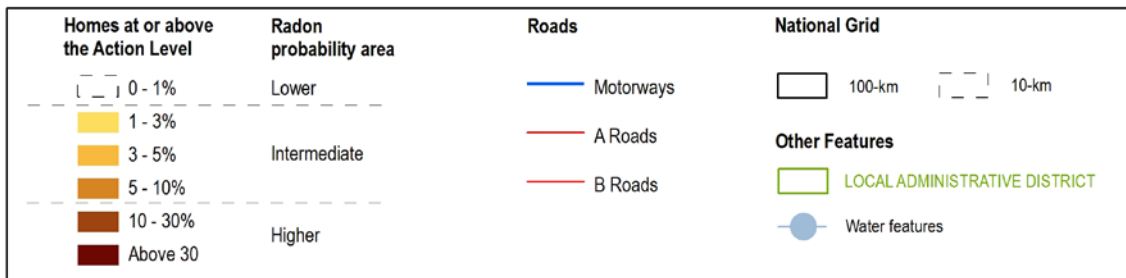 Homes at or above
the Action Level
Radon
probability area
0 - 1%
Lower
1 - 3%
3 - 5%
Intermediate
5 - 10%
10 - 30%
Higher
Above 30
Roads
Motorways
A Roads
B Roads
National Grid
100-km
10-km
Other Features
LOCAL ADMINISTRATIVE DISTRICT
Water features